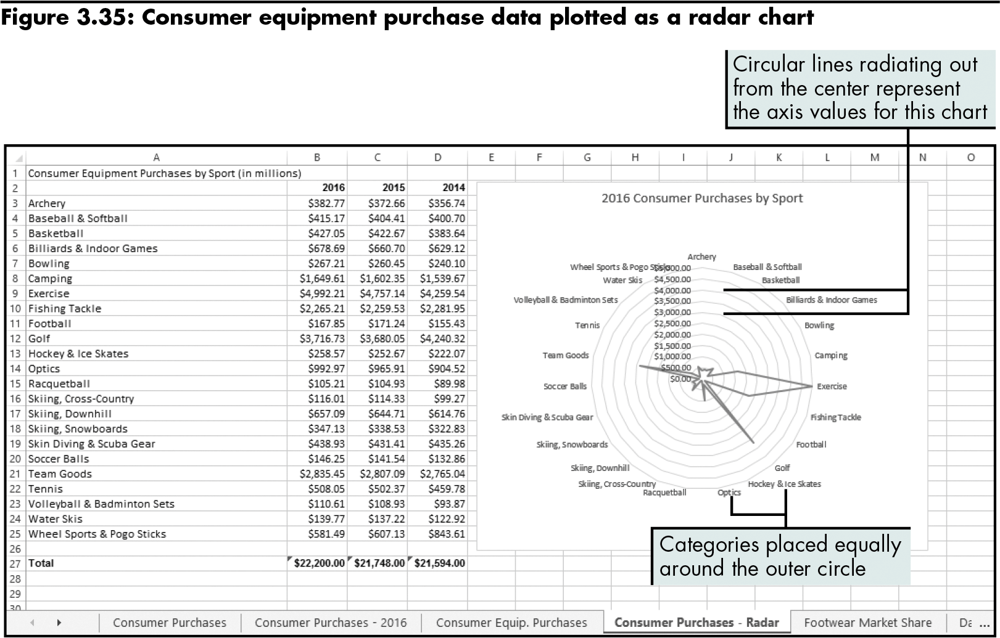 Figure 3.35: Consumer equipment purchase data plotted as a radar chart
Circular lines radiating out
from the center represent
the axis values for this chart
A B C D E F G H I J K L M N O
1 Consumer Equipment Purchases by Sport (in millions)
2 2016 2015 2014
3 Archery $382.77 $372.66 $356.74
4 Baseball & Softball $415.17 $404.41 $400.70
5 Basketball $427.05 $422.67 $383.64
6 Billiards & Indoor Games $678.69 $660.70 $629.12
7 Bowling $267.21 $260.45 $240.10
8 Camping $1,649.61 $1,602.35 $1,539.67
9 Exercise $4,992.21 $4,757.14 $4,259.54
10 Fishing Tackle $2,265.21 $2,259.53 $2,281.95
11 Football $167.85 $171.24 $155.43
12 Golf $3,716.73 $3,680.05 $4,240.32
13 Hockey & Ice Skates $258.57 $252.67 $222.07
14 Optics $992.97 $965.91 $904.52
15 Racquetball $105.21 $104.93 $89.98
16 Skiing, Cross-Country $116.01 $114.33 $99.27
17 Skiing, Downhill $657.09 $644.71 $614.76
18 Skiing, Snowboards $347.13 $338.53 $322.83
19 Skin Diving & Scuba Gear $438.93 $431.41 $435.26
20 Soccer Balls $146.25 $141.54 $132.86
21 Team Goods $2,835.45 $2,807.09 $2,765.04
22 Tennis $508.05 $502.37 $459.78
23 Volleyball & Badminton Sets $110.61 $108.93 $93.87
24 Water Skis $139.77 $137.22 $122.92
25 Wheel Sports & Pogo Sticks $581.49 $607.13 $843.61
26
27 Total $22,200.00 $21,748.00 $21,594.00
28
29
30
2016 Consumer Purchases by Sport
Archery
Wheel Sports & Pogo Sticks $5,000.00 Baseball & Softball
Water Skis $4,500.00 Basketball
$4,000.00
Volleyball & Badminton Sets $3,500.00 Billiards & Indoor Games
$3,000.00
Tennis $2,500.00 Bowling
$2,000.00
$1,500.00
Team Goods $1,000.00 Camping
$500.00
$0.00
Soccer Balls Exercise
Skin Diving & Scuba Gear Fishing Tackle
Skiing, Snowboards Football
Skiing, Downhill Golf
Skiing, Cross-Country Hockey & Ice Skates
Racquetball Optics
Categories placed equally
around the outer circle
Consumer Purchases Consumer Purchases - 2016 Consumer Equip. Purchases Consumer Purchases - Radar Footwear Market Share Da ...